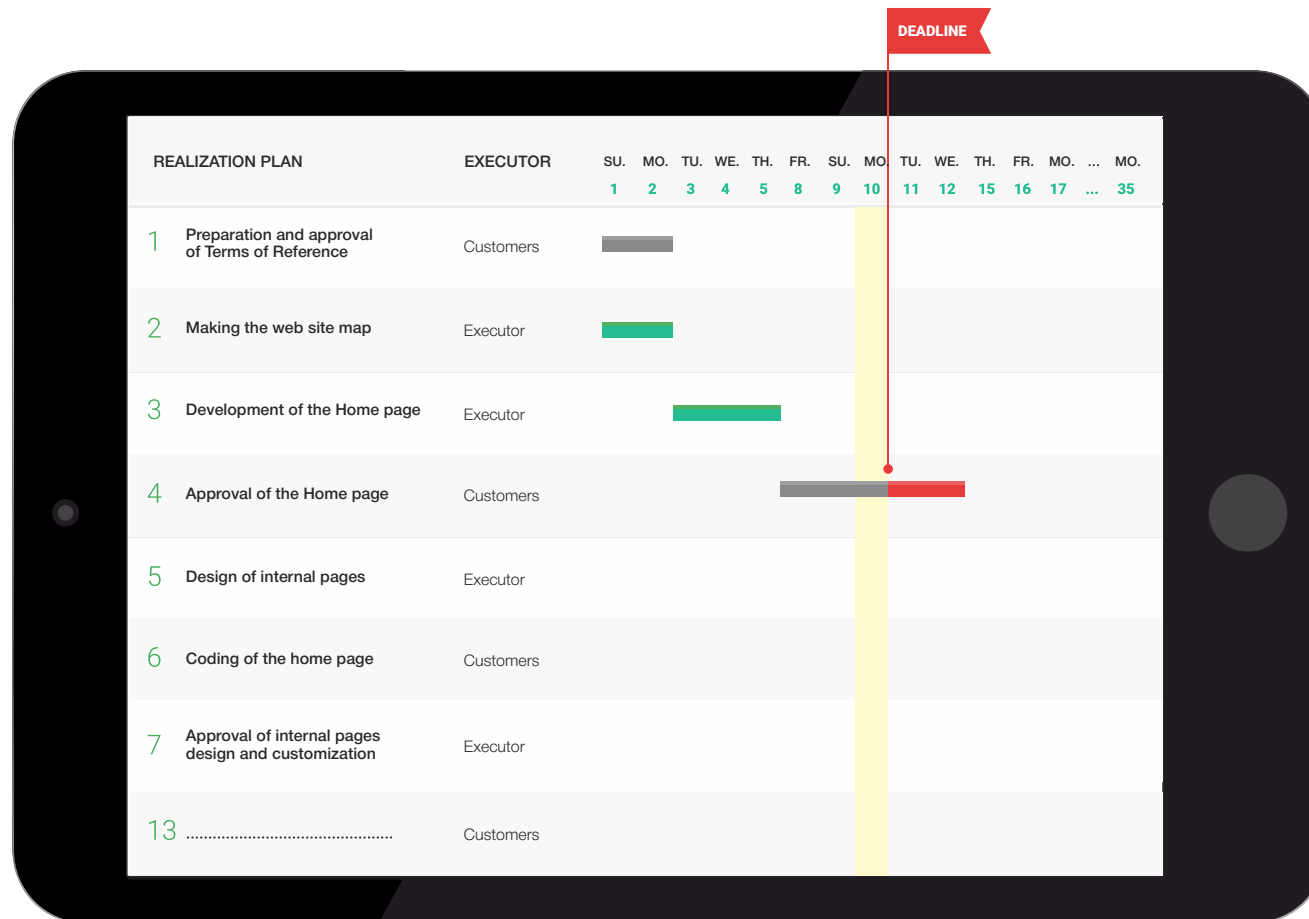 DEADLINE
REALIZATION PLAN EXECUTOR SU. MO. TU. WE. TH. FR. SU. MO. TU. WE. TH. FR. MO. ... MO.
1 2 3 4 5 8 9 10 11 12 15 16 17 ... 35
1 Preparation and approval
of Terms of Reference Customers
2 Making the web site map Executor
3 Development of the Home page Executor
4 Approval of the Home page Customers
5 Design of internal pages Executor
6 Coding of the home page Customers
7 Approval of internal pages
design and customization Executor
13 ............................................... Customers